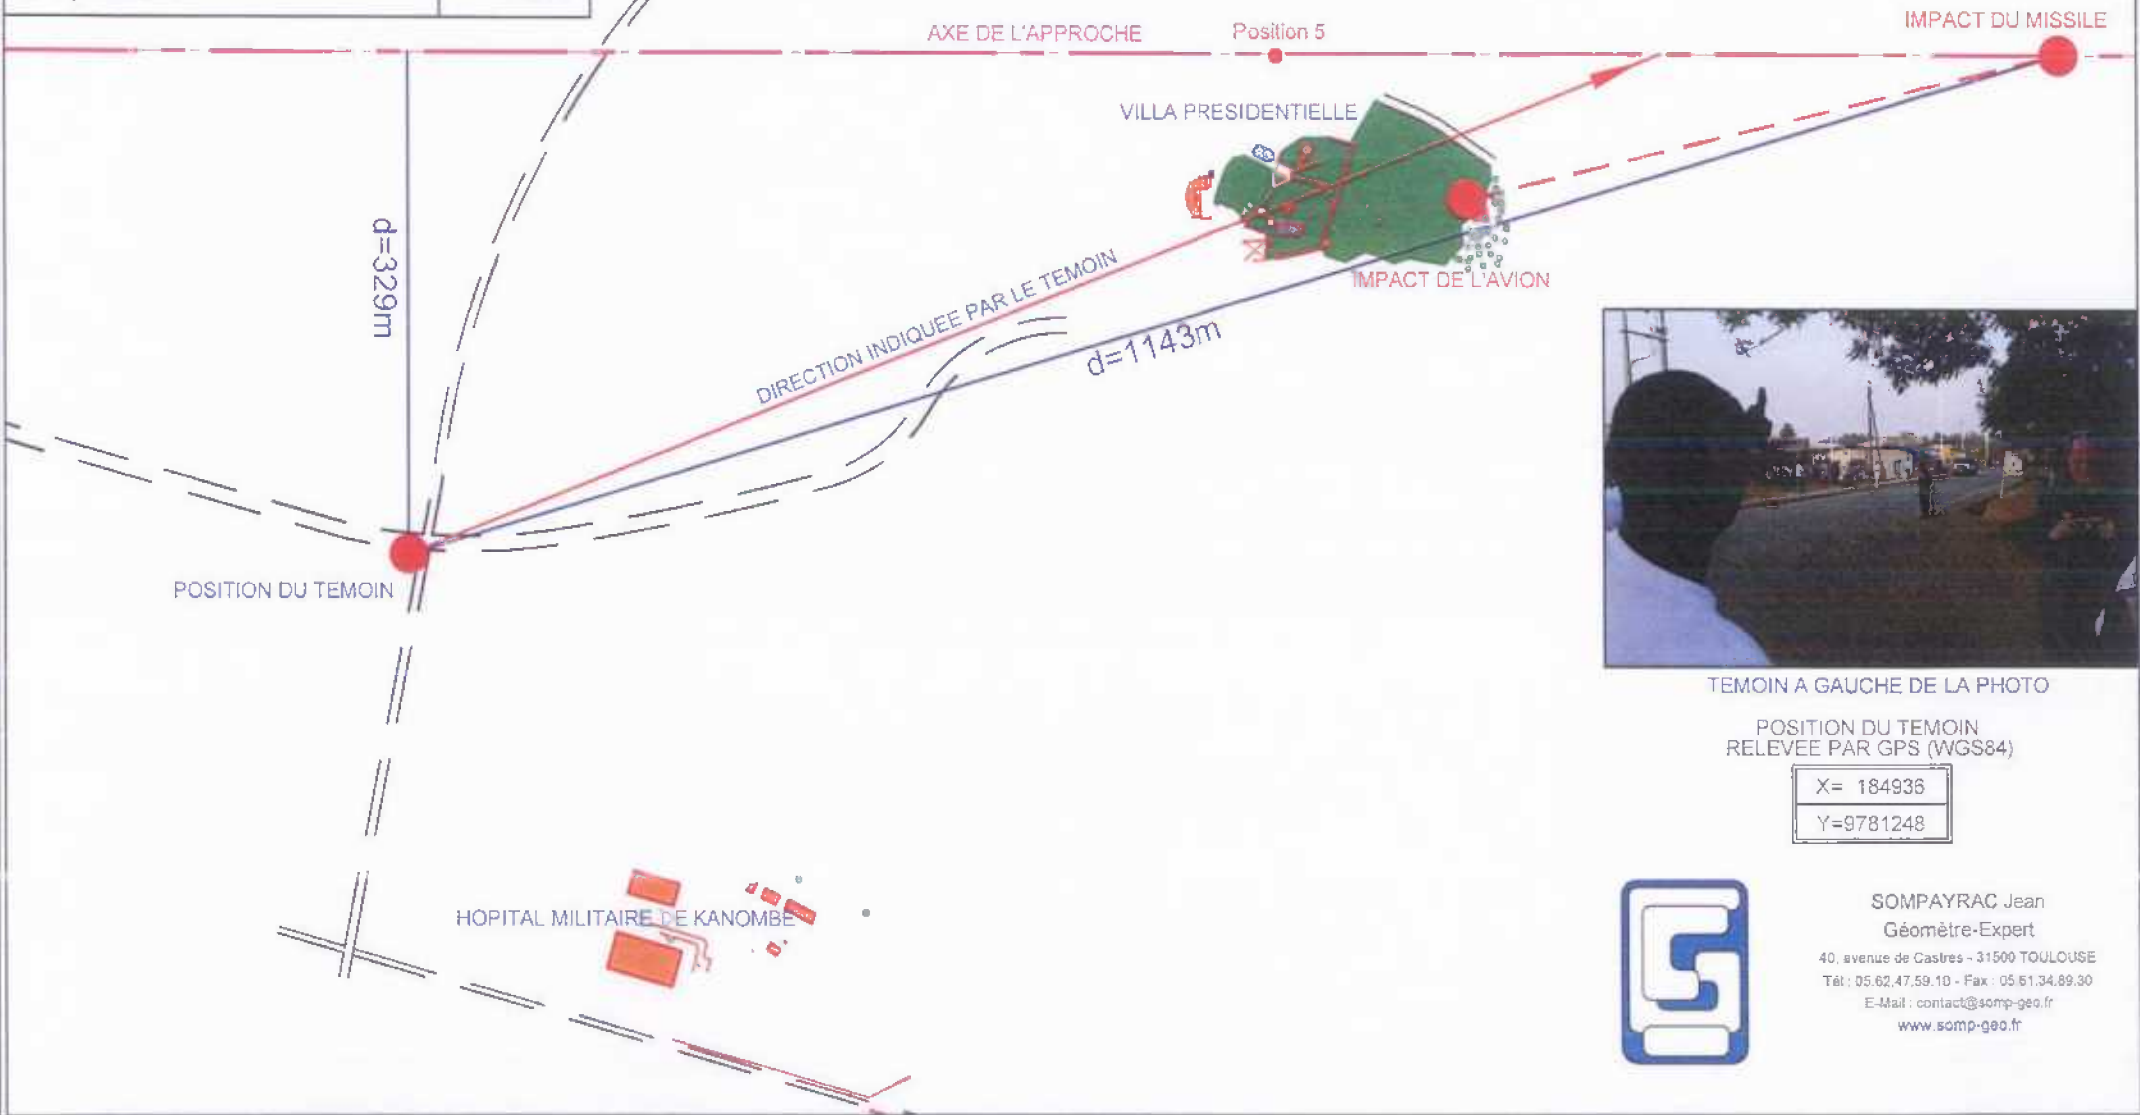 AXE DE L'APPROCHE
Position 5
IMPACT DU MISSILE
VILLA PRESIDENTIELLE
d=329m
DIRECTION INDIQUEE PAR LE TEMOIN
IMPACT DE L'AVION
d=1143m
POSITION DU TEMOIN
TEMOIN A GAUCHE DE LA PHOTO
POSITION DU TEMOIN
RELEVEE PAR GPS (WGS84)
X= 184936
Y=9781248
HOPITAL MILITAIRE DE KANOMBE
SOMPAYRAC Jean
Géomètre-Expert
40, avenue de Castres - 31500 TOULOUSE
Tél : 05.62.47.59.10 - Fax : 05.61.34.89.30
E-Mail : contact@somp-geo.fr
www.somp-geo.fr